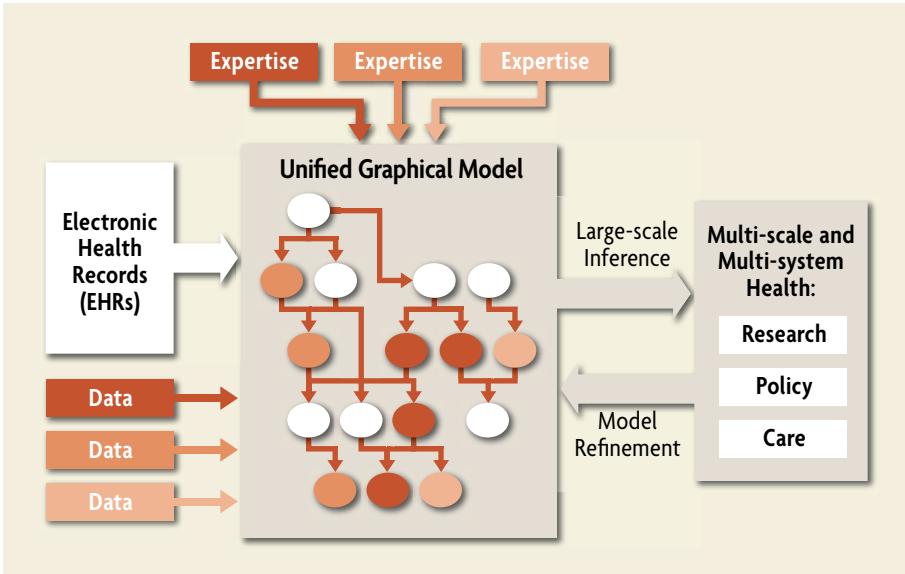 Expertise
Expertise
Expertise
Unified Graphical Model
Electronic
Health
Records
(EHRs)
Data
Data
Data
Large-scale
Inference
Model
Refinement
Multi-scale and
Multi-system
Health:
Research
Policy
Care